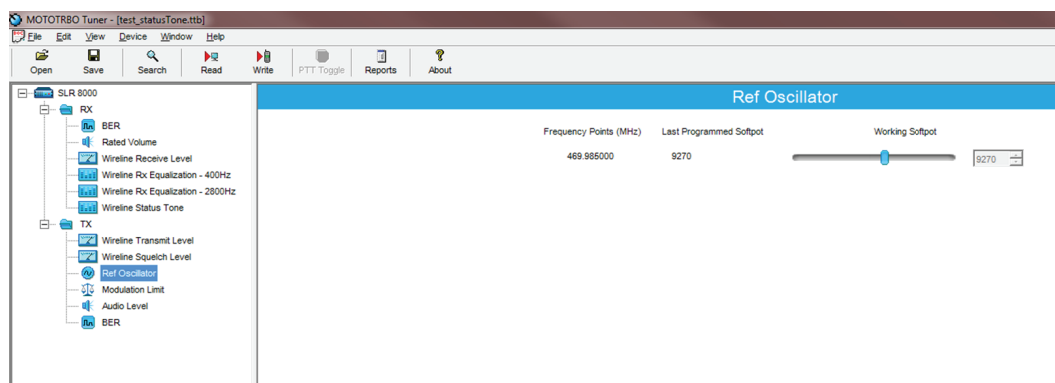 MOTOTRBO Tuner - [test_statusTone.ttb]
File Edit View Device Window Help
Open Save Search Read Write PTT Toggle Reports About
SLR 8000
RX
BER
Rated Volume
Wireline Receive Level
Wireline Rx Equalization - 400Hz
Wireline Rx Equalization - 2800Hz
Wireline Status Tone
TX
Wireline Transmit Level
Wireline Squelch Level
Ref Oscillator
Modulation Limit
Audio Level
BER
Ref Oscillator
Frequency Points (MHz) Last Programmed Softpot Working Softpot
469.985000 9270 9270